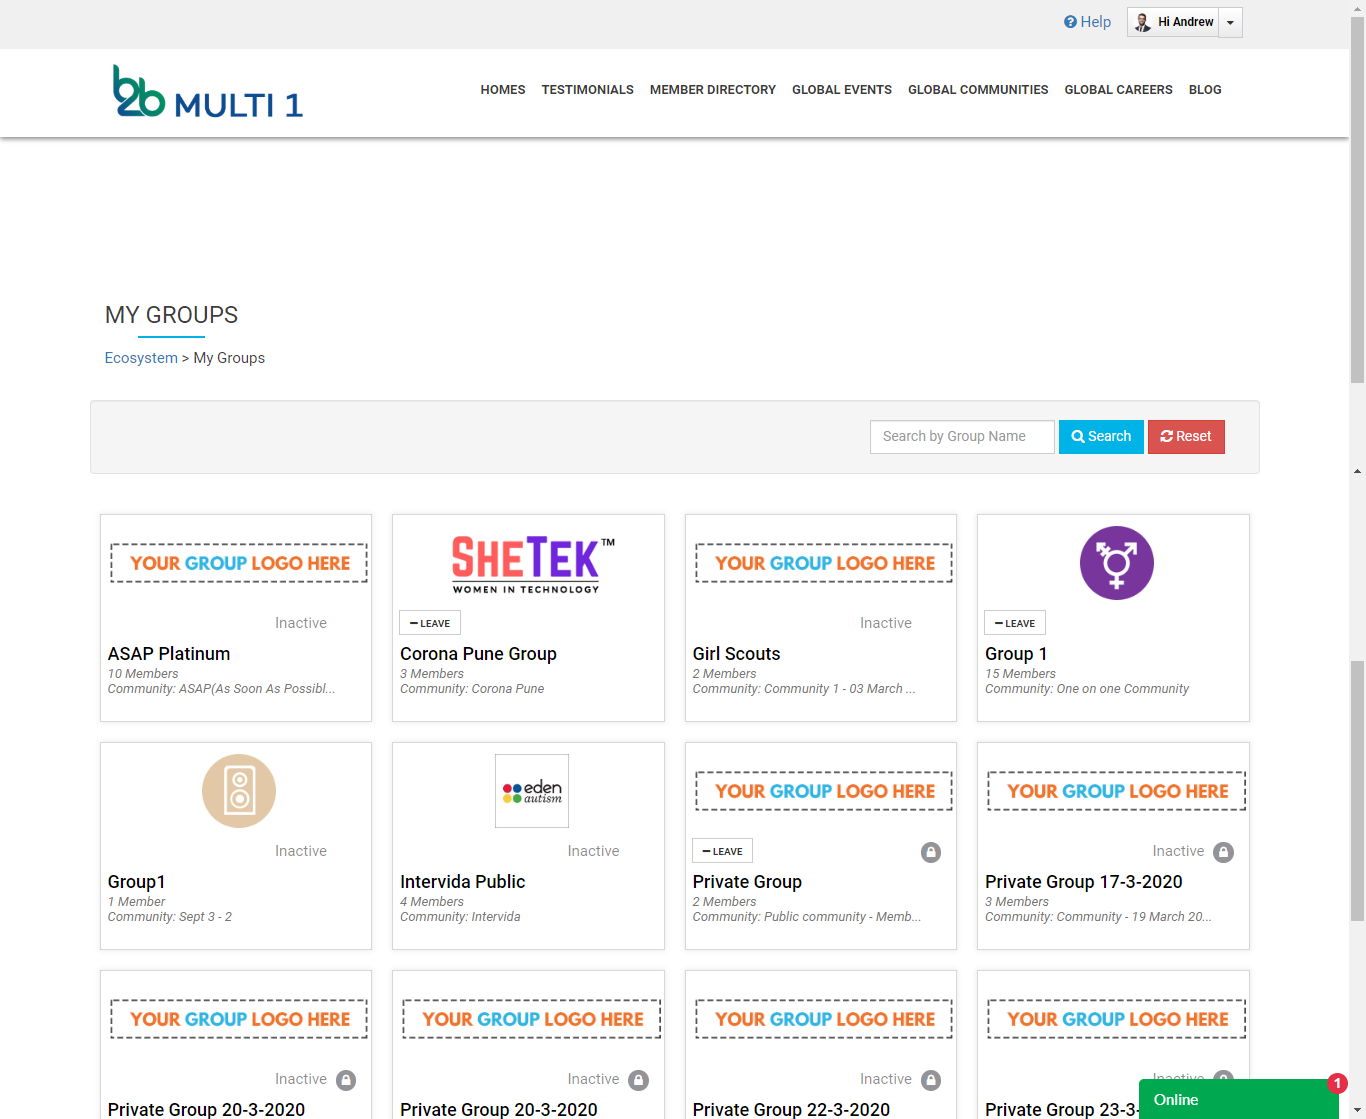 Help
Hi Andrew
b2b MULTI 1
HOMES TESTIMONIALS MEMBER DIRECTORY GLOBAL EVENTS GLOBAL COMMUNITIES GLOBAL CAREERS BLOG
MY GROUPS
Ecosystem > My Groups
Search by Group Name
Search
Reset
YOUR GROUP LOGO HERE
Inactive
ASAP Platinum
10 Members
Community: ASAP(As Soon As Possibl...
SHETEK™
WOMEN IN TECHNOLOGY
LEAVE
Corona Pune Group
3 Members
Community: Corona Pune
YOUR GROUP LOGO HERE
Inactive
Girl Scouts
2 Members
Community: Community 1 - 03 March ...
LEAVE
Group 1
15 Members
Community: One on one Community
Inactive
Group1
1 Member
Community: Sept 3 - 2
eden
autism
Inactive
Intervida Public
4 Members
Community: Intervida
YOUR GROUP LOGO HERE
LEAVE
Private Group
2 Members
Community: Public community - Memb...
YOUR GROUP LOGO HERE
Inactive
Private Group 17-3-2020
3 Members
Community: Community - 19 March 20...
YOUR GROUP LOGO HERE
Inactive
Private Group 20-3-2020
YOUR GROUP LOGO HERE
Inactive
Private Group 20-3-2020
YOUR GROUP LOGO HERE
Inactive
Private Group 22-3-2020
YOUR GROUP LOGO HERE
Inactive
Private Group 23-3-
Online
1